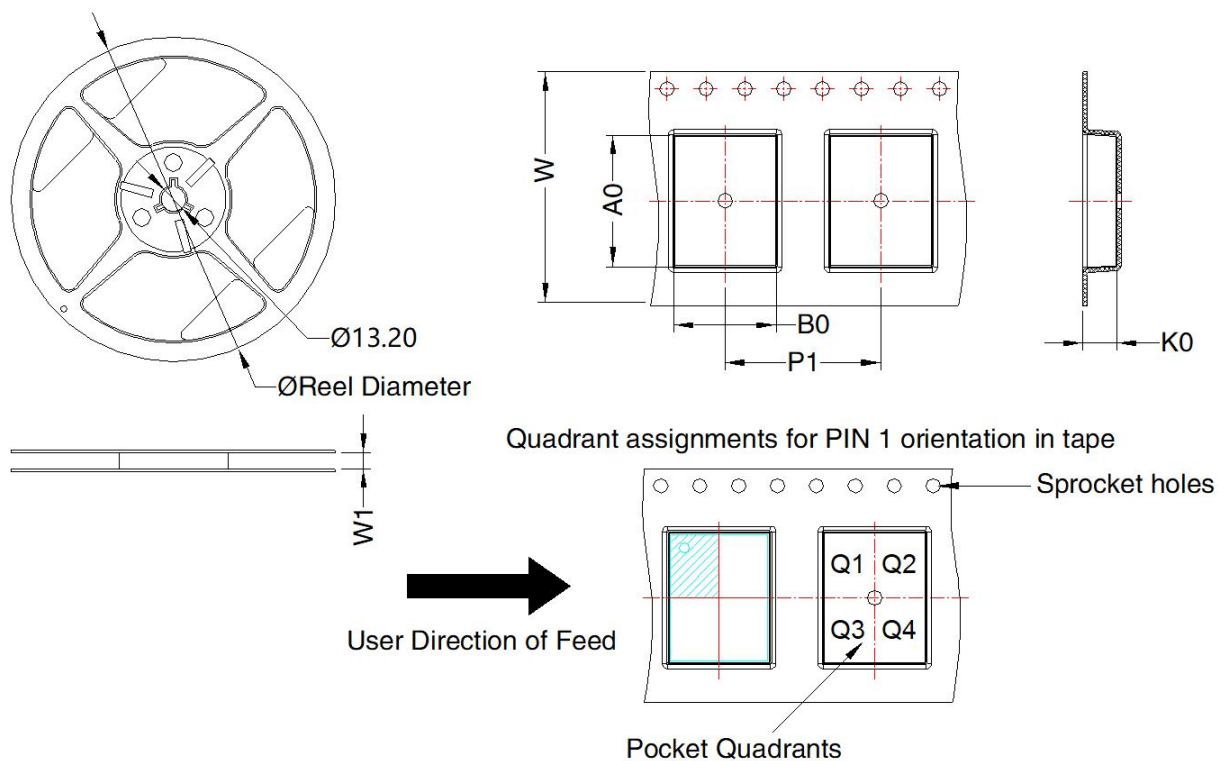 W
A0
B0
P1
K0
Ø13.20
ØReel Diameter
W1
Quadrant assignments for PIN 1 orientation in tape
Sprocket holes
Q1 Q2
Q3 Q4
User Direction of Feed
Pocket Quadrants